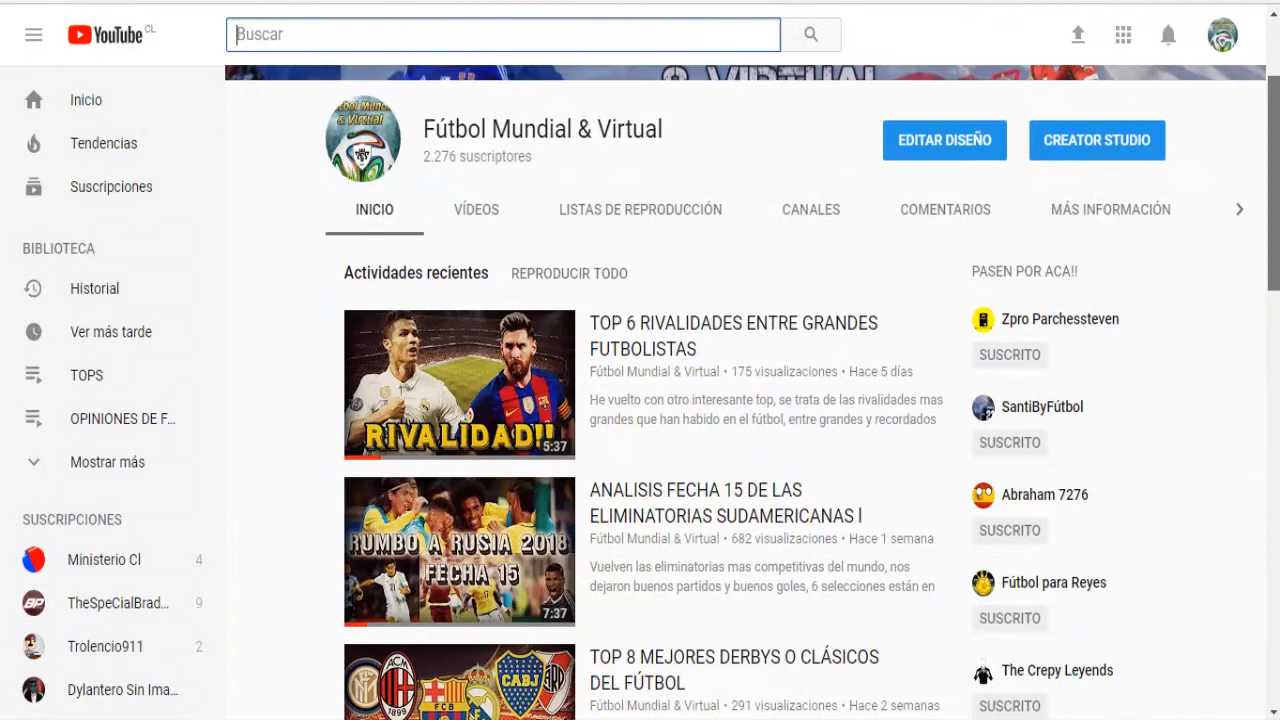 YouTube CL
Buscar
& VIRTUAL
Inicio
Tendencias
Suscripciones
BIBLIOTECA
Historial
Ver más tarde
TOPS
OPINIONES DE F...
Mostrar más
SUSCRIPCIONES
Ministerio Cl 4
TheSpeCialBrad... 9
Trolencio911 2
Dylantero Sin Ima...
Fútbol Mundial & Virtual
Fútbol Mundial & Virtual
2.276 suscriptores
EDITAR DISEÑO
CREATOR STUDIO
INICIO
VÍDEOS
LISTAS DE REPRODUCCIÓN
CANALES
COMENTARIOS
MÁS INFORMACIÓN
Actividades recientes REPRODUCIR TODO
RIVALIDAD!!
5:37
TOP 6 RIVALIDADES ENTRE GRANDES
FUTBOLISTAS
Fútbol Mundial & Virtual • 175 visualizaciones • Hace 5 días
He vuelto con otro interesante top, se trata de las rivalidades mas
grandes que han habido en el fútbol, entre grandes y recordados
RUMBO A RUSIA 2018
FECHA 15
7:37
ANALISIS FECHA 15 DE LAS
ELIMINATORIAS SUDAMERICANAS l
Fútbol Mundial & Virtual • 682 visualizaciones • Hace 1 semana
Vuelven las eliminatorias mas competitivas del mundo, nos
dejaron buenos partidos y buenos goles, 6 selecciones están en
ACM
1899
FCB
CABJ
TOP 8 MEJORES DERBYS O CLÁSICOS
DEL FÚTBOL
Fútbol Mundial & Virtual • 291 visualizaciones • Hace 2 semanas
PASEN POR ACA!!
Zpro Parchessteven
SUSCRITO
SantiByFútbol
SUSCRITO
Abraham 7276
SUSCRITO
Fútbol para Reyes
SUSCRITO
The Crepy Leyends
SUSCRITO